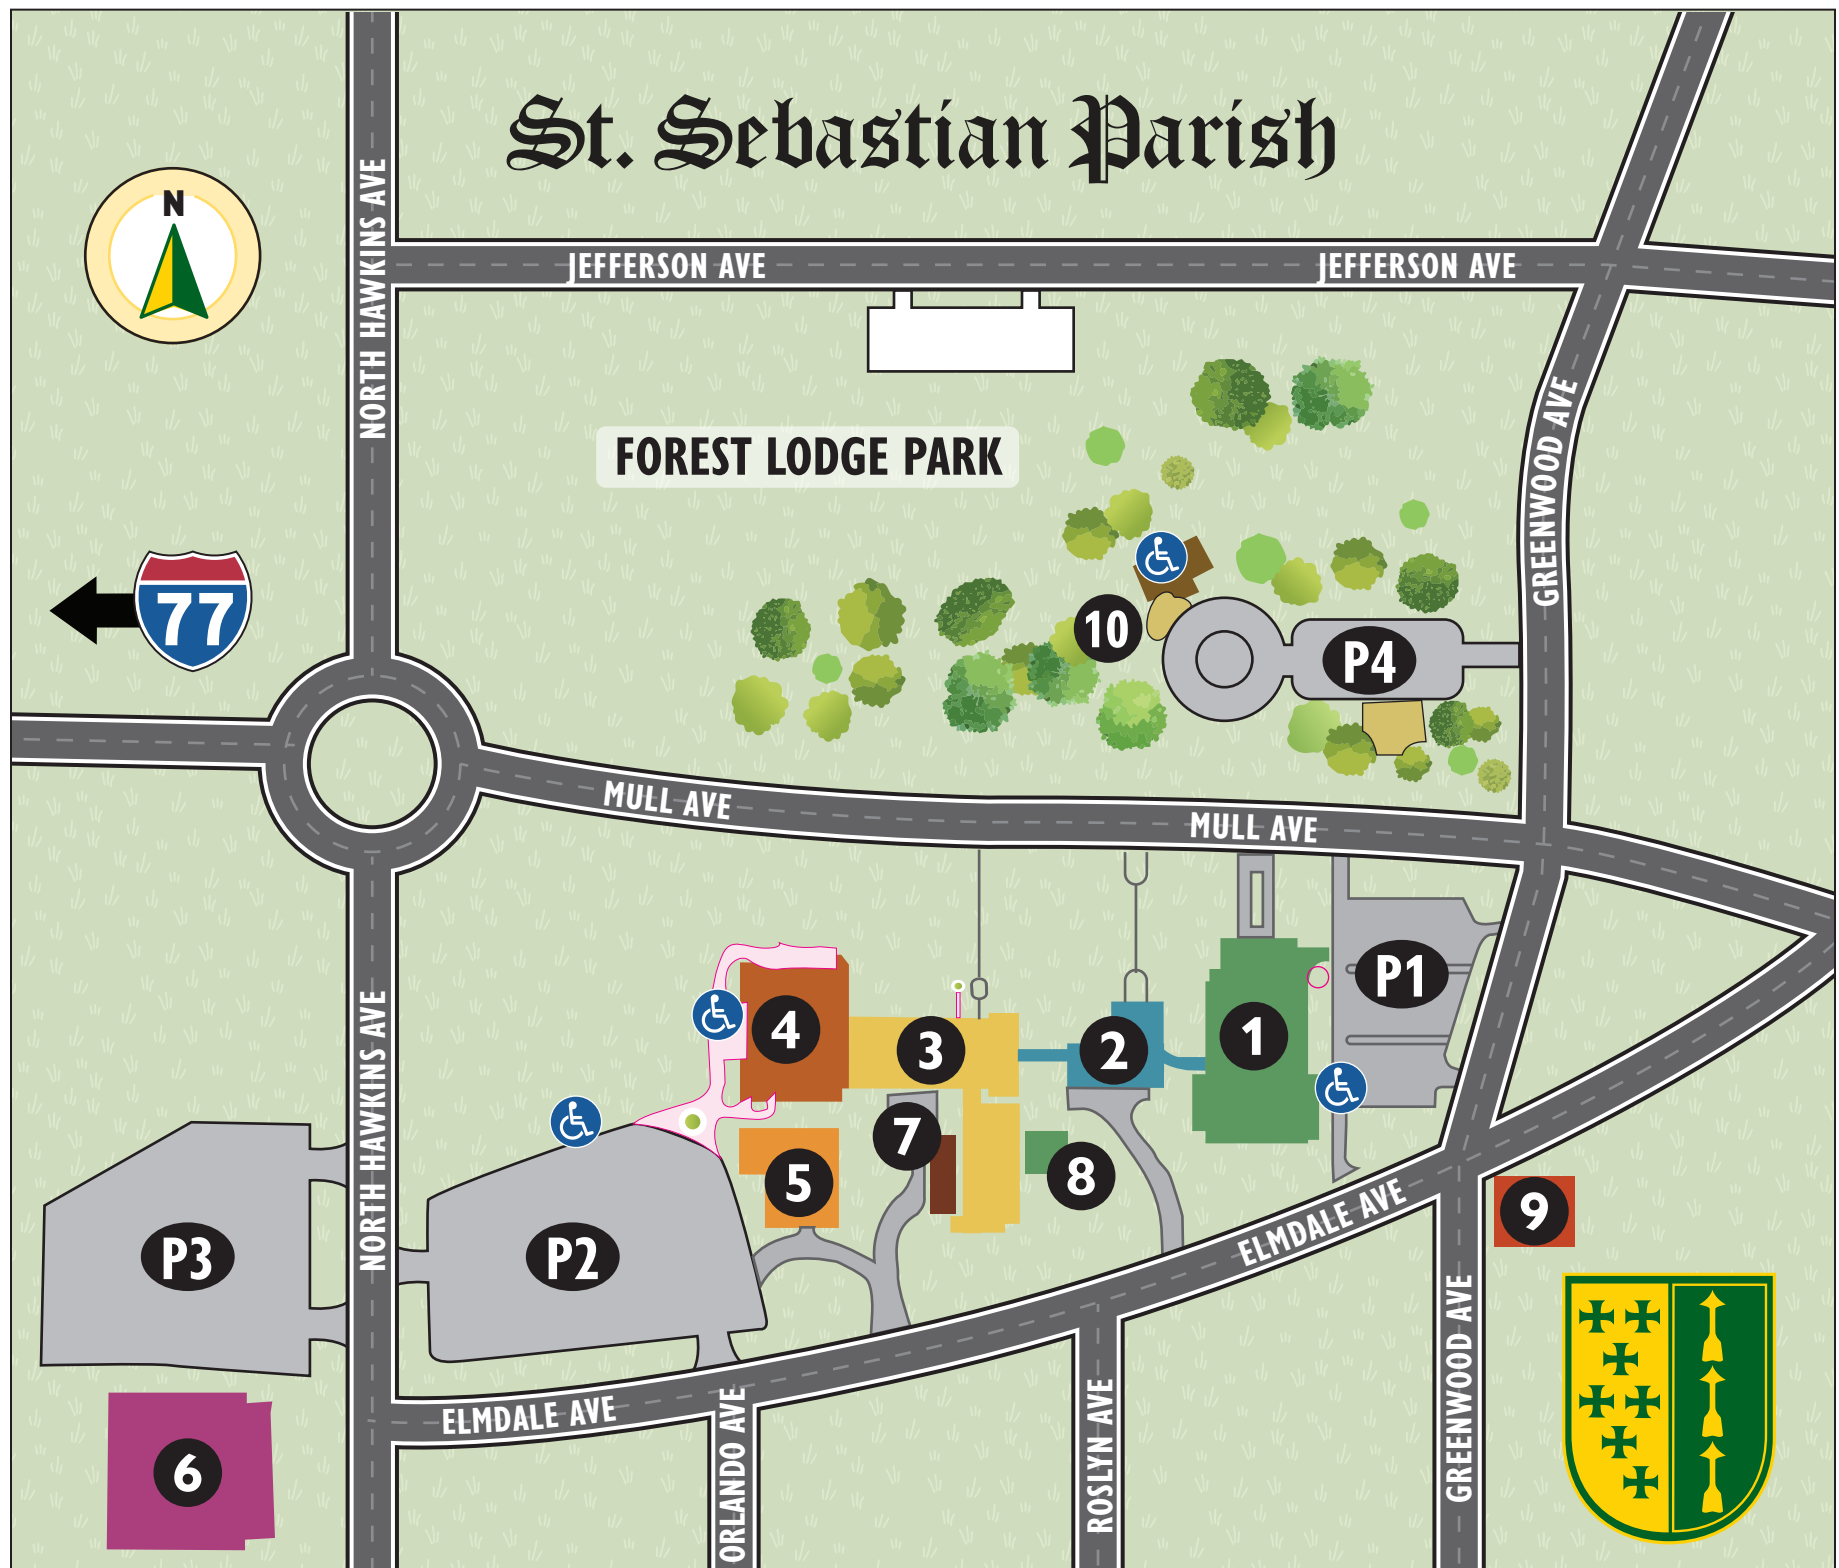 St. Sebastian Parish
N
NORTH HAWKINS AVE
JEFFERSON AVE
JEFFERSON AVE
GREENWOOD AVE
FOREST LODGE PARK
77
10
P4
MULL AVE
MULL AVE
P1
4
3
2
1
7
5
8
9
P3
P2
NORTH HAWKINS AVE
ELMDALE AVE
ELMDALE AVE
6
ORLANDO AVE
ROSLYN AVE
GREENWOOD AVE